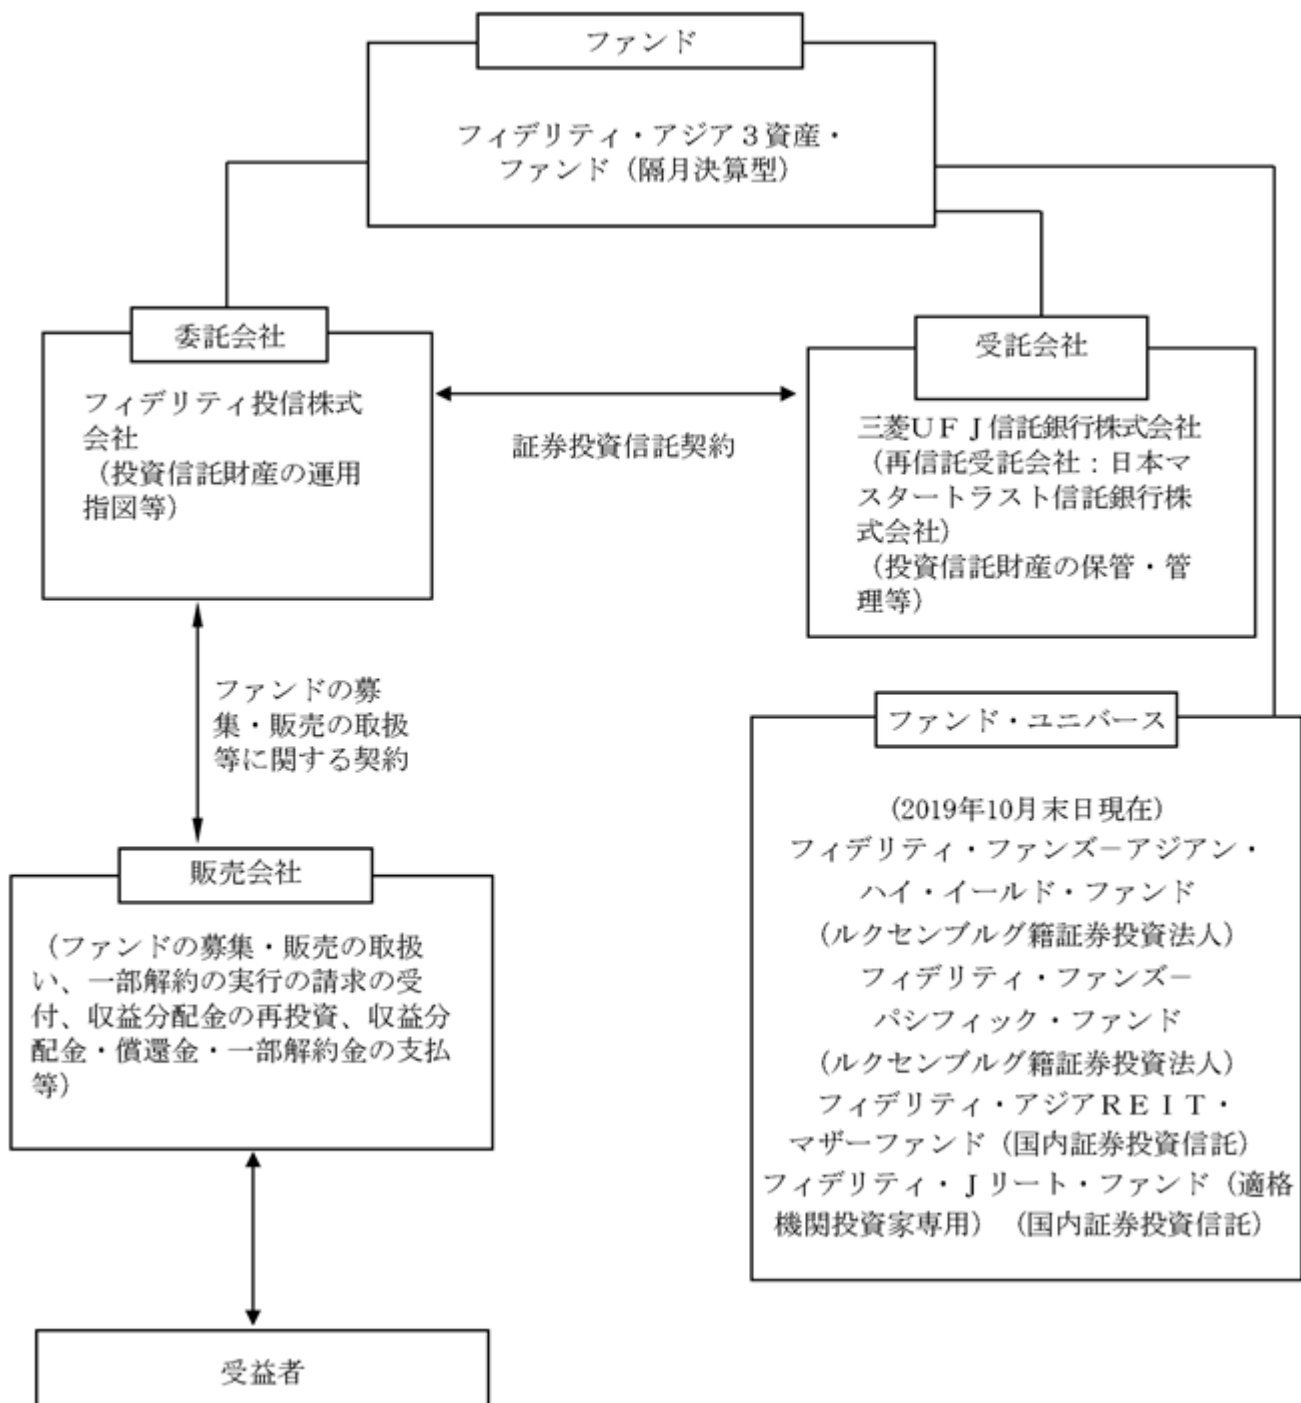 ファンド
フィデリティ・アジア3資産・
ファンド（隔月決算型）
委託会社
フィデリティ投信株式
会社
（投資信託財産の運用
指図等）
証券投資信託契約
受託会社
三菱ＵＦＪ信託銀行株式会社
（再信託受託会社：日本マ
スタートラスト信託銀行株
式会社）
（投資信託財産の保管・管
理等）
ファンドの募
集・販売の取扱
等に関する契約
販売会社
（ファンドの募集・販売の取扱
い、一部解約の実行の請求の受
付、収益分配金の再投資、収益分
配金・償還金・一部解約金の支払
等）
受益者
ファンド・ユニバース
（2019年10月末日現在）
フィデリティ・ファンズ－アジアン・
ハイ・イールド・ファンド
（ルクセンブルグ籍証券投資法人）
フィデリティ・ファンズ－
パシフィック・ファンド
（ルクセンブルグ籍証券投資法人）
フィデリティ・アジアＲＥＩＴ・
マザーファンド（国内証券投資信託）
フィデリティ・Ｊリート・ファンド（適格
機関投資家専用）（国内証券投資信託）